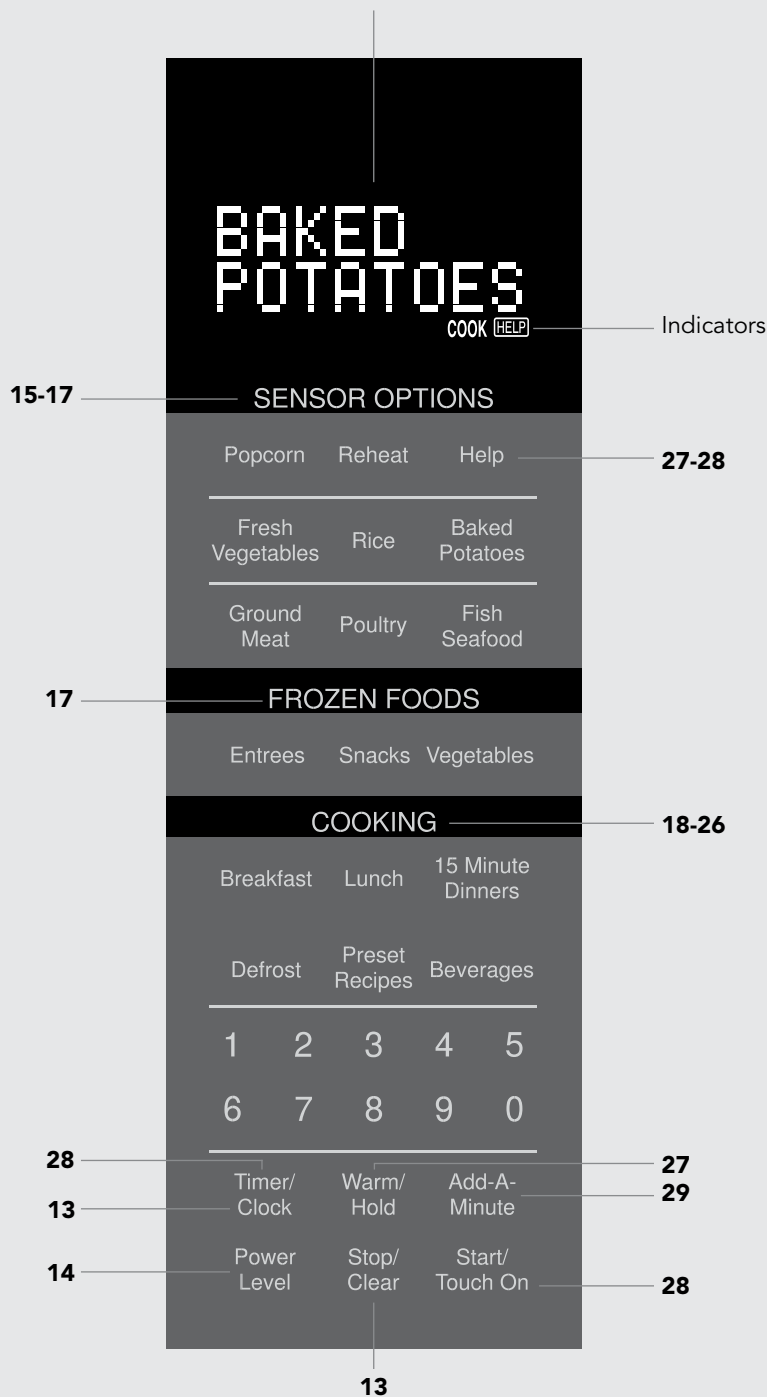 BAKED
POTATOES
COOK HELP
Indicators
15-17
SENSOR OPTIONS
Popcorn Reheat Help
27-28
Fresh
Vegetables
Rice
Baked
Potatoes
Ground
Meat
Poultry
Fish
Seafood
17
FROZEN FOODS
Entrees Snacks Vegetables
COOKING
18-26
Breakfast Lunch
15 Minute
Dinners
Defrost
Preset
Recipes
Beverages
1 2 3 4 5
6 7 8 9 0
28
13
Timer/
Clock
Warm/
Hold
Add-A-
Minute
27
29
14
Power
Level
Stop/
Clear
Start/
Touch On
28
13